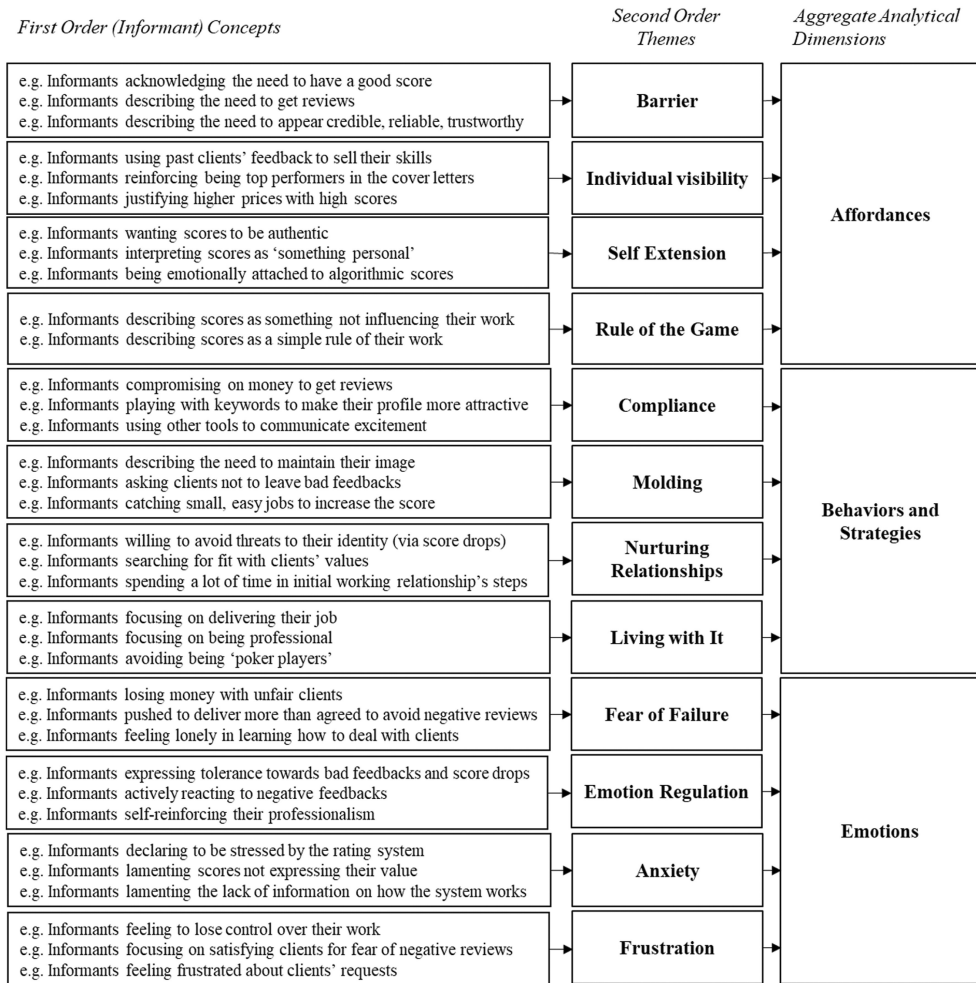 First Order (Informant) Concepts
Second Order
Themes
Aggregate Analytical
Dimensions
e.g. Informants acknowledging the need to have a good score
e.g. Informants describing the need to get reviews
e.g. Informants describing the need to appear credible, reliable, trustworthy
Barrier
e.g. Informants using past clients’ feedback to sell their skills
e.g. Informants reinforcing being top performers in the cover letters
e.g. Informants justifying higher prices with high scores
Individual visibility
e.g. Informants wanting scores to be authentic
e.g. Informants interpreting scores as ‘something personal’
e.g. Informants being emotionally attached to algorithmic scores
Self Extension
e.g. Informants describing scores as something not influencing their work
e.g. Informants describing scores as a simple rule of their work
Rule of the Game
Affordances
e.g. Informants compromising on money to get reviews
e.g. Informants playing with keywords to make their profile more attractive
e.g. Informants using other tools to communicate excitement
Compliance
e.g. Informants describing the need to maintain their image
e.g. Informants asking clients not to leave bad feedbacks
e.g. Informants catching small, easy jobs to increase the score
Molding
e.g. Informants willing to avoid threats to their identity (via score drops)
e.g. Informants searching for fit with clients’ values
e.g. Informants spending a lot of time in initial working relationship’s steps
Nurturing
Relationships
e.g. Informants focusing on delivering their job
e.g. Informants focusing on being professional
e.g. Informants avoiding being ‘poker players’
Living with It
Behaviors and
Strategies
e.g. Informants losing money with unfair clients
e.g. Informants pushed to deliver more than agreed to avoid negative reviews
e.g. Informants feeling lonely in learning how to deal with clients
Fear of Failure
e.g. Informants expressing tolerance towards bad feedbacks and score drops
e.g. Informants actively reacting to negative feedbacks
e.g. Informants self-reinforcing their professionalism
Emotion Regulation
e.g. Informants declaring to be stressed by the rating system
e.g. Informants lamenting scores not expressing their value
e.g. Informants lamenting the lack of information on how the system works
Anxiety
e.g. Informants feeling to lose control over their work
e.g. Informants focusing on satisfying clients for fear of negative reviews
e.g. Informants feeling frustrated about clients’ requests
Frustration
Emotions